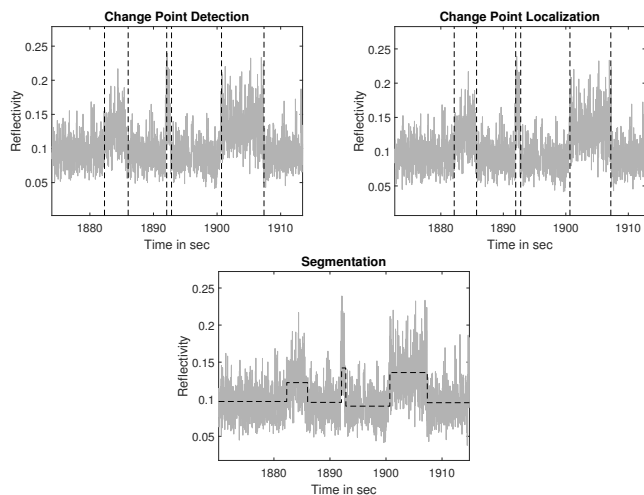 Change Point Detection
0.25
0.2
0.15
0.1
0.05
Reflectivity
1880 1890 1900 1910
Time in sec
Change Point Localization
0.25
0.2
0.15
0.1
0.05
Reflectivity
1880 1890 1900 1910
Time in sec
Segmentation
0.25
0.2
0.15
0.1
0.05
Reflectivity
1880 1890 1900 1910
Time in sec